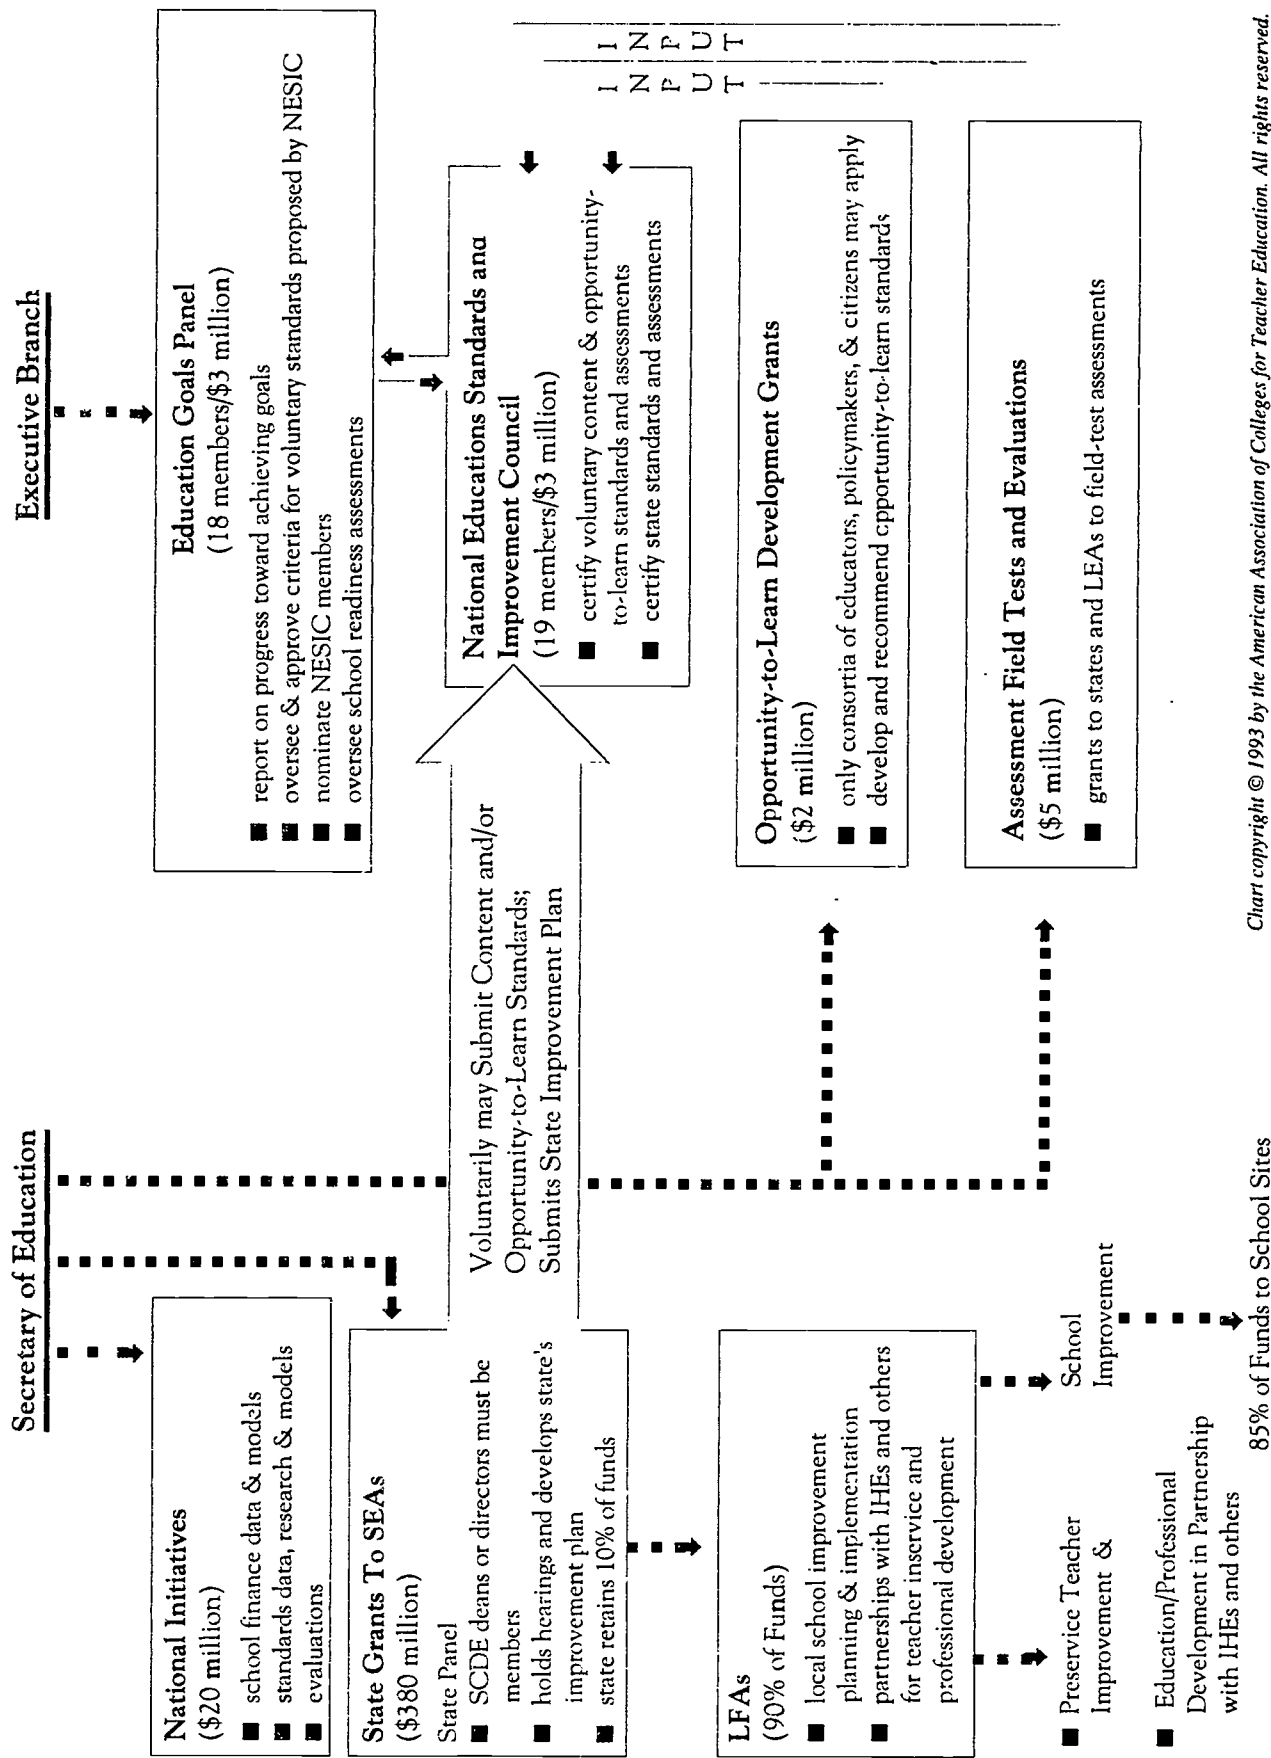 Secretary of Education
Executive Branch
National Initiatives
($20 million)
■ school finance data & models
■ standards data, research & models
■ evaluations
State Grants To SEAs
($380 million)
State Panel
■ SCDE deans or directors must be
members
■ holds hearings and develops state's
improvement plan
■ state retains 10% of funds
LFAs
(90% of Funds)
■ local school improvement
planning & implementation
■ partnerships with IHEs and others
for teacher inservice and
professional development
■ Preservice Teacher
Improvement &
■ Education/Professional
Development in Partnership
with IHEs and others
School
Improvement
85% of Funds to School Sites
Voluntarily may Submit Content and/or
Opportunity-to-Learn Standards;
Submits State Improvement Plan
Education Goals Panel
(18 members/$3 million)
■ report on progress toward achieving goals
■ oversee & approve criteria for voluntary standards proposed by NESIC
■ nominate NESIC members
■ oversee school readiness assessments
National Educations Standards and
Improvement Council
(19 members/$3 million)
■ certify voluntary content & opportunity-
to-learn standards and assessments
■ certify state standards and assessments
Opportunity-to-Learn Development Grants
($2 million)
■ only consortia of educators, policymakers, & citizens may apply
■ develop and recommend opportunity-to-learn standards
Assessment Field Tests and Evaluations
($5 million)
■ grants to states and LEAs to field-test assessments
INPUT
INPUT
Chart copyright © 1993 by the American Association of Colleges for Teacher Education. All rights reserved.